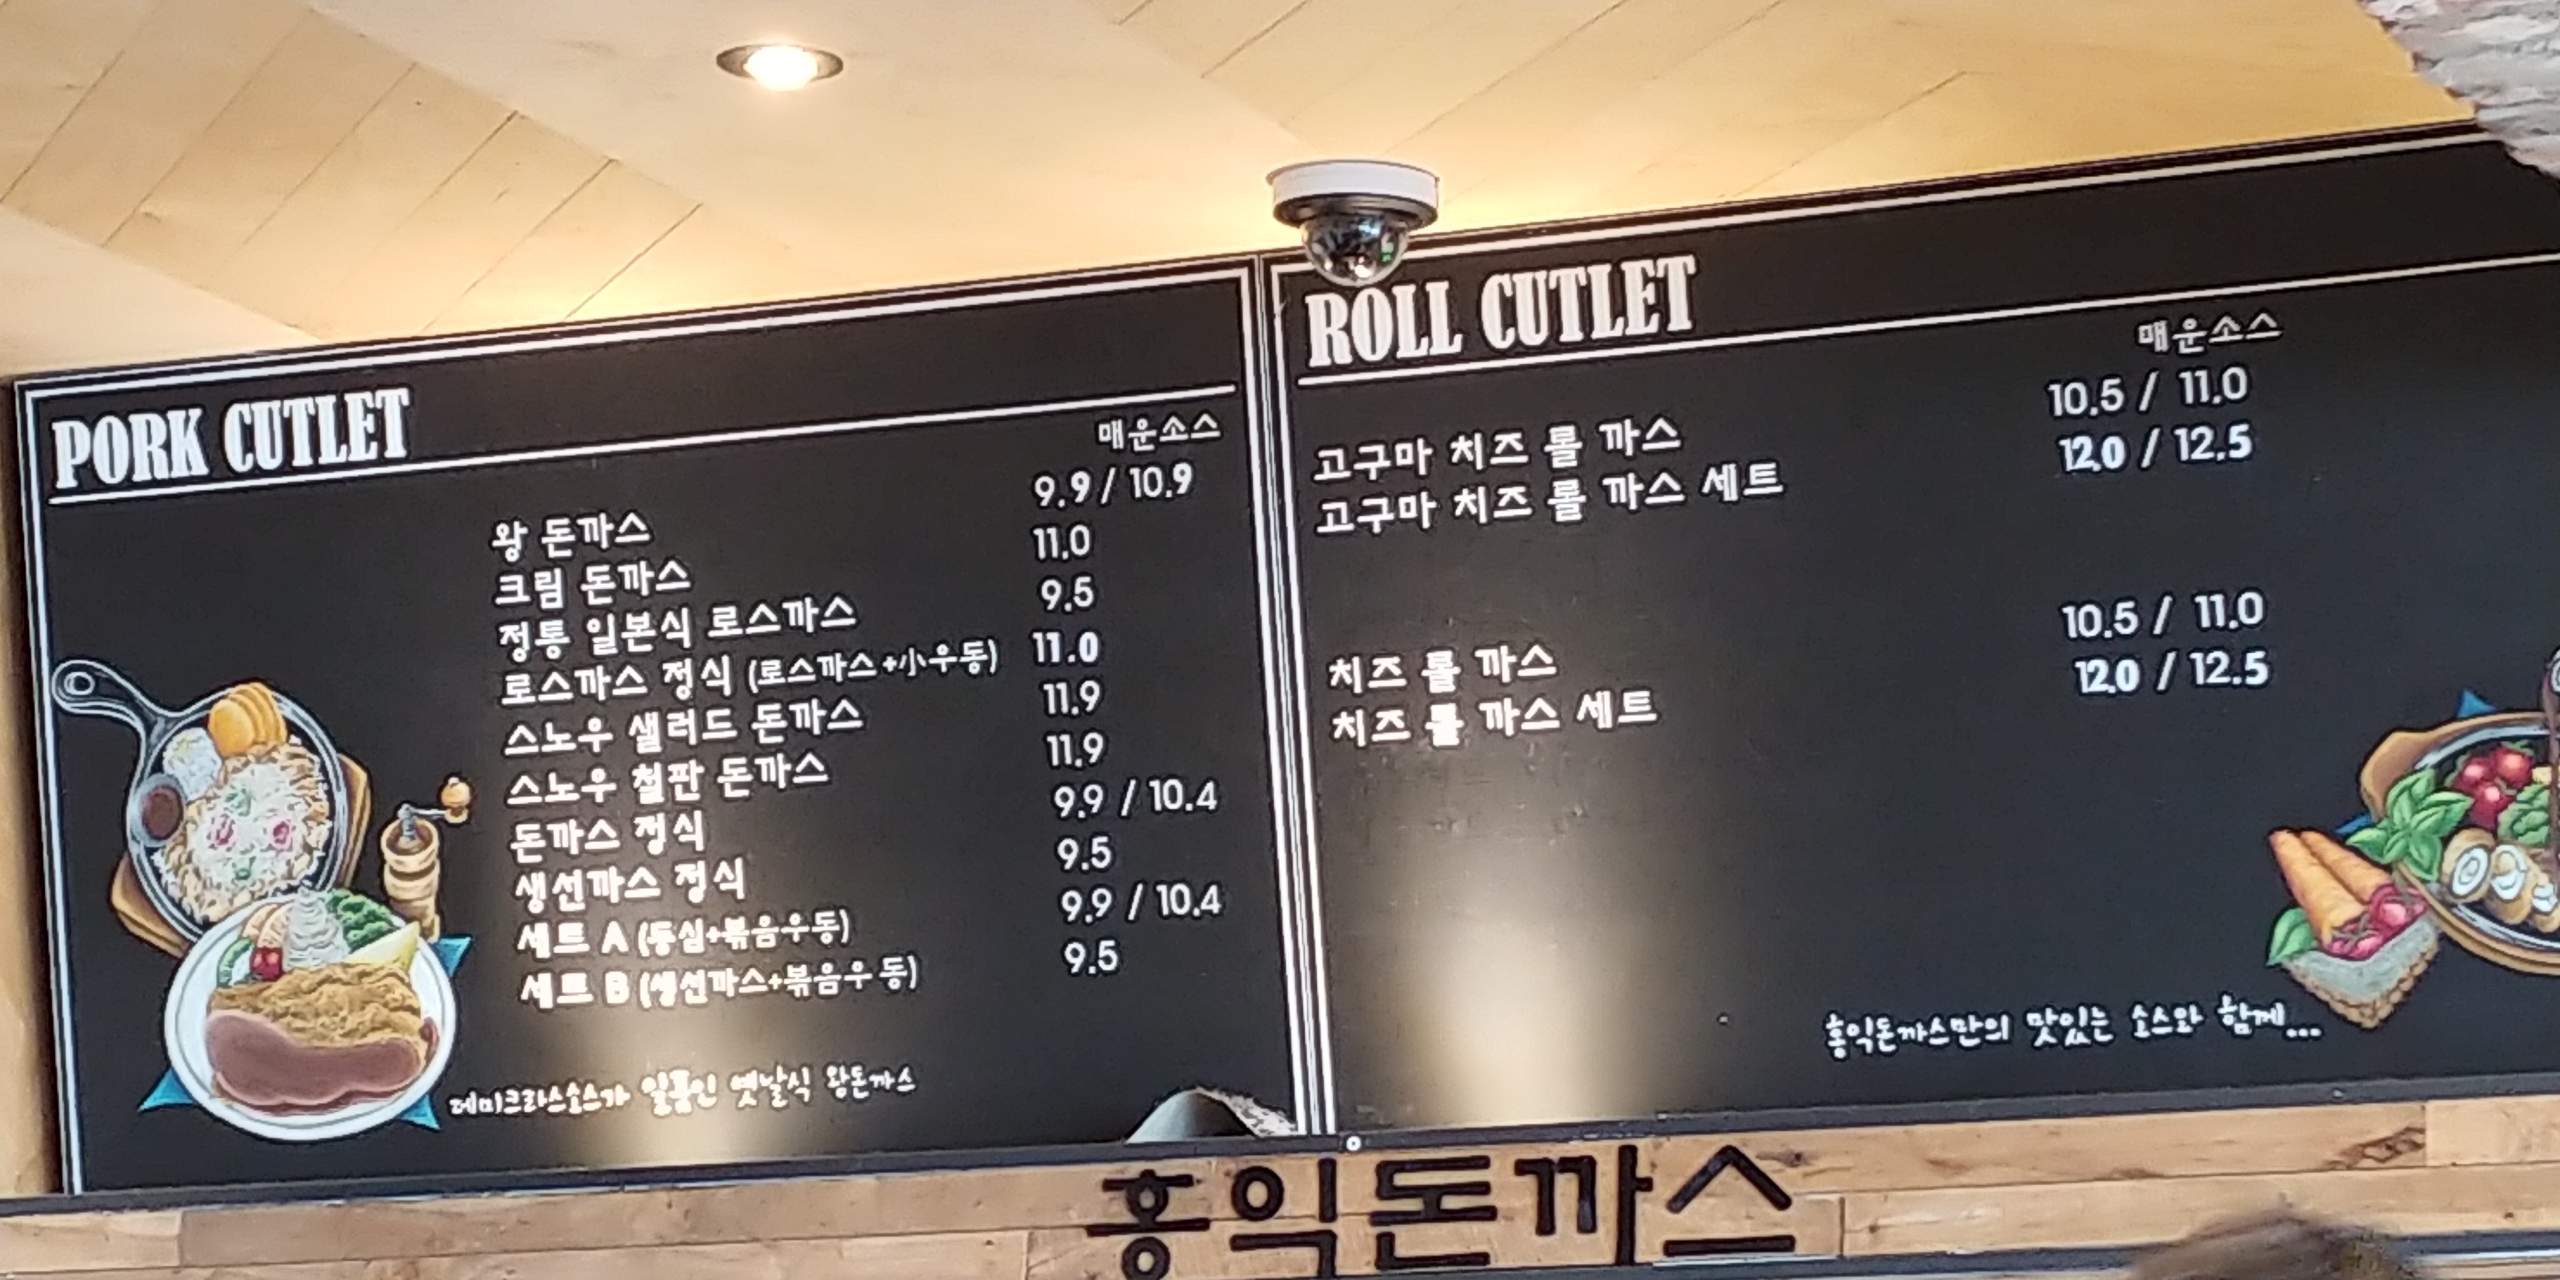 PORK CUTLET
매운소스
왕 돈까스 9.9 / 10.9
크림 돈까스 11.0
정통 일본식 로스까스 9.5
로스까스 정식 (로스까스+小우동) 11.0
스노우 샐러드 돈까스 11.9
스노우 철판 돈까스 11.9
돈까스 정식 9.9 / 10.4
생선까스 정식 9.5
세트 A (등심+볶음우동) 9.9 / 10.4
세트 B (생선까스+볶음우동) 9.5
데미크라스소스가 일품인 옛날식 왕돈까스
ROLL CUTLET
매운소스
고구마 치즈 롤 까스 10.5 / 11.0
고구마 치즈 롤 까스 세트 12.0 / 12.5
치즈 롤 까스 10.5 / 11.0
치즈 롤 까스 세트 12.0 / 12.5
홍익돈까스만의 맛있는 소스와 함께...
홍익돈까스